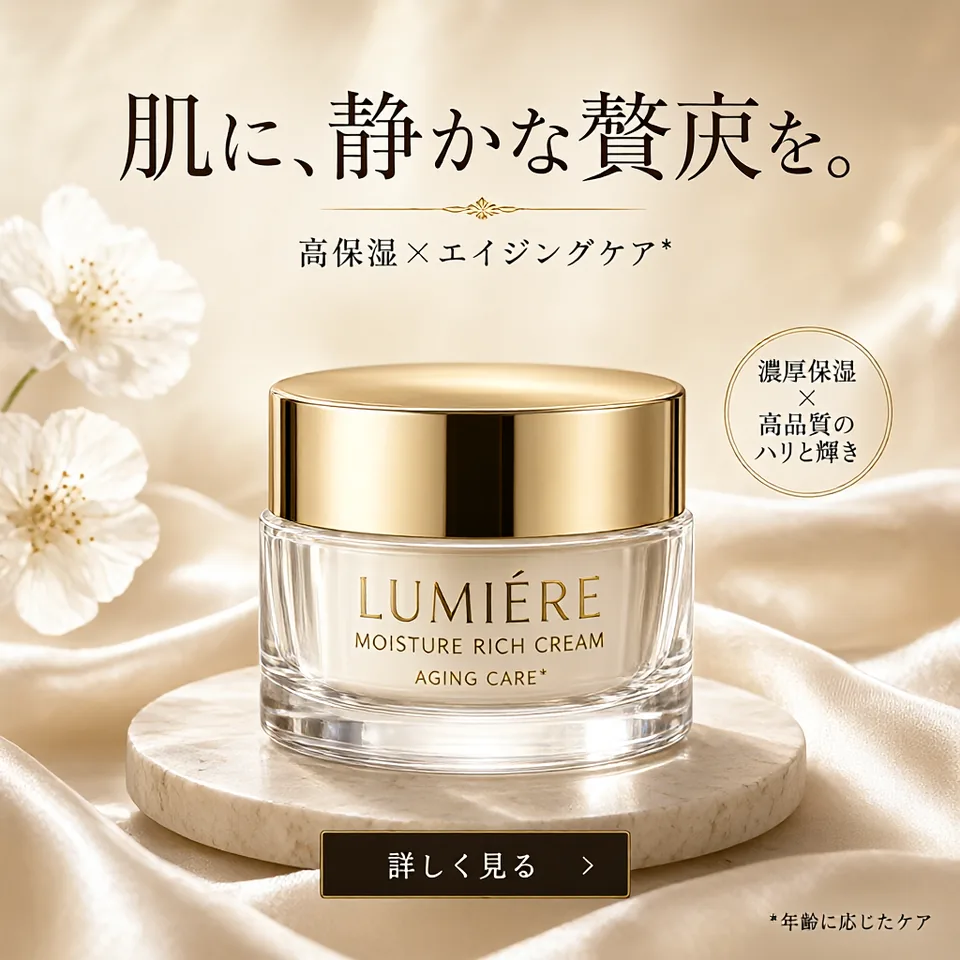 肌に、静かな贅戻を。
高保湿×エイジングケア*
濃厚保湿
×
高品質の
ハリと輝き
LUMIÉRE
MOISTURE RICH CREAM
AGING CARE*
詳しく見る >
*年齢に応じたケア